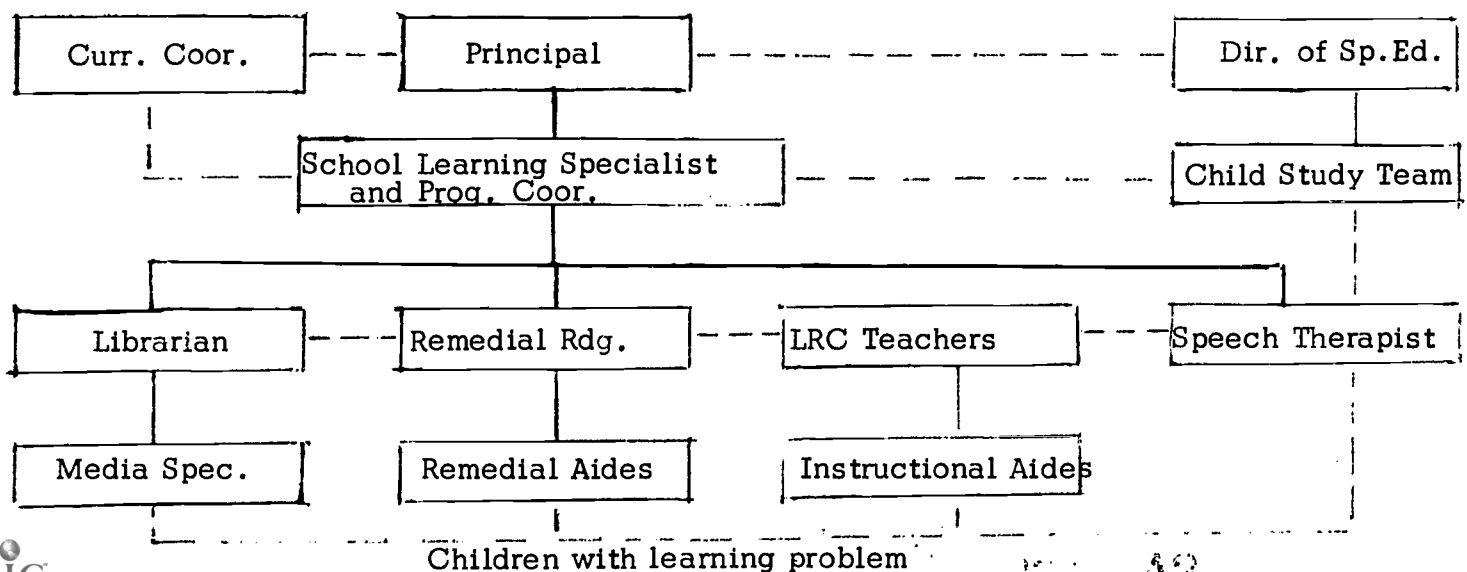 Curr. Coor.
Principal
Dir. of Sp.Ed.
School Learning Specialist
and Prog. Coor.
Child Study Team
Librarian
Remedial Rdg.
LRC Teachers
Speech Therapist
Media Spec.
Remedial Aides
Instructional Aides
Children with learning problem